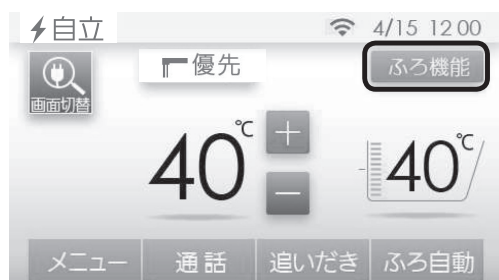 自立 4/15 12:00
優先 ふろ機能
画面切替
40℃ + 40℃
−
メニュー 通話 追いだき ふろ自動